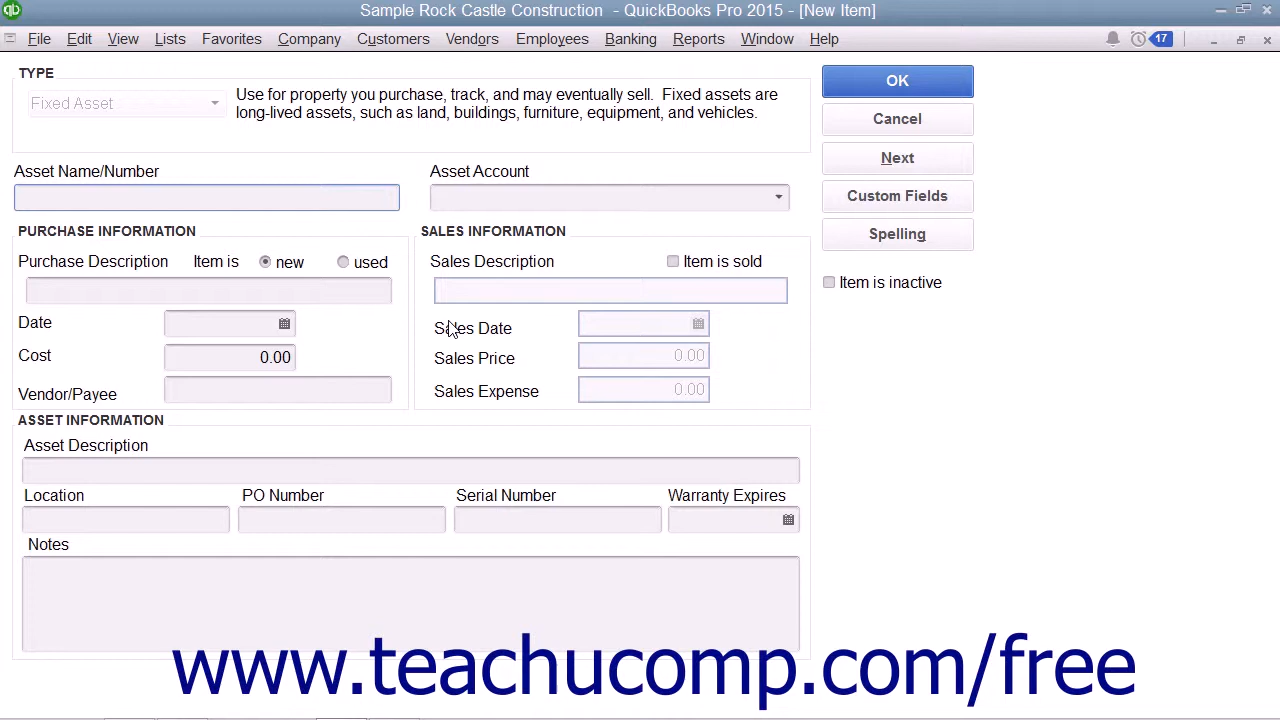 Sample Rock Castle Construction - QuickBooks Pro 2015 - [New Item]
File Edit View Lists Favorites Company Customers Vendors Employees Banking Reports Window Help 17
TYPE
Fixed Asset
Use for property you purchase, track, and may eventually sell. Fixed assets are
long-lived assets, such as land, buildings, furniture, equipment, and vehicles.
OK
Cancel
Next
Custom Fields
Spelling
Item is inactive
Asset Name/Number
Asset Account
PURCHASE INFORMATION
Purchase Description Item is new used
Date
Cost 0.00
Vendor/Payee
SALES INFORMATION
Sales Description Item is sold
Sales Date
Sales Price 0.00
Sales Expense 0.00
ASSET INFORMATION
Asset Description
Location PO Number Serial Number Warranty Expires
Notes
www.teachucomp.com/free